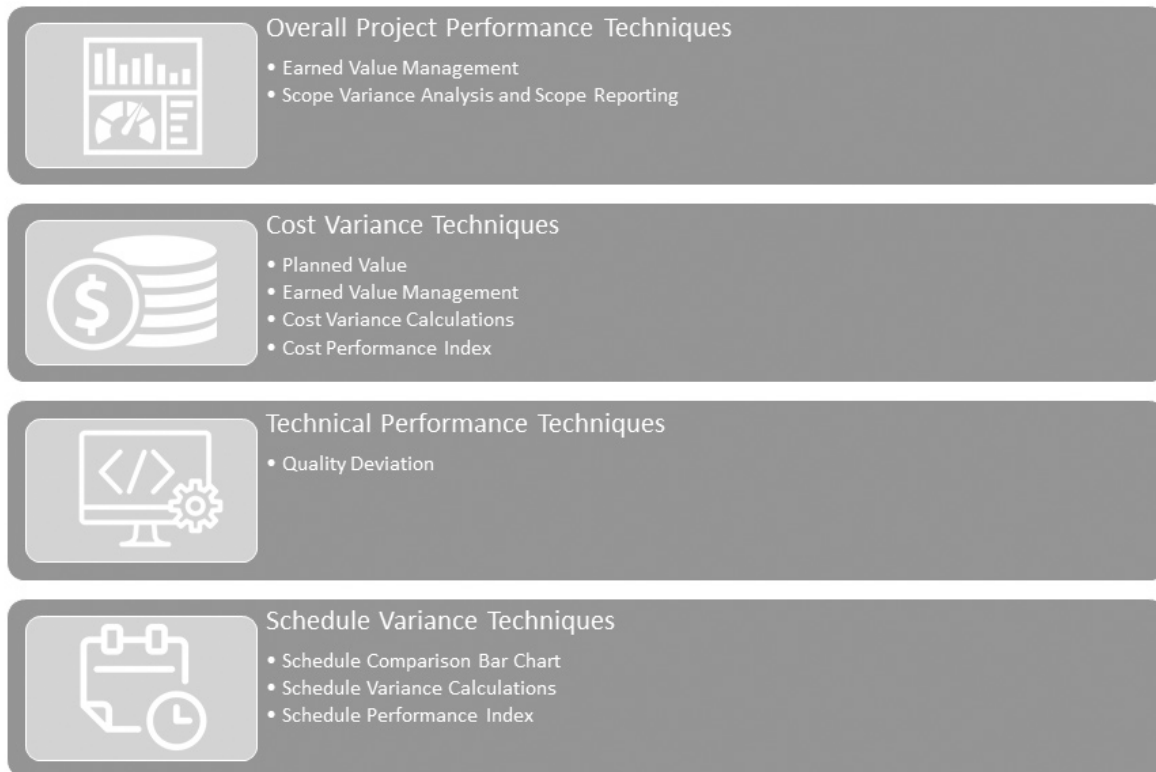 Overall Project Performance Techniques
• Earned Value Management
• Scope Variance Analysis and Scope Reporting
Cost Variance Techniques
$
• Planned Value
• Earned Value Management
• Cost Variance Calculations
• Cost Performance Index
Technical Performance Techniques
</>
• Quality Deviation
Schedule Variance Techniques
• Schedule Comparison Bar Chart
• Schedule Variance Calculations
• Schedule Performance Index